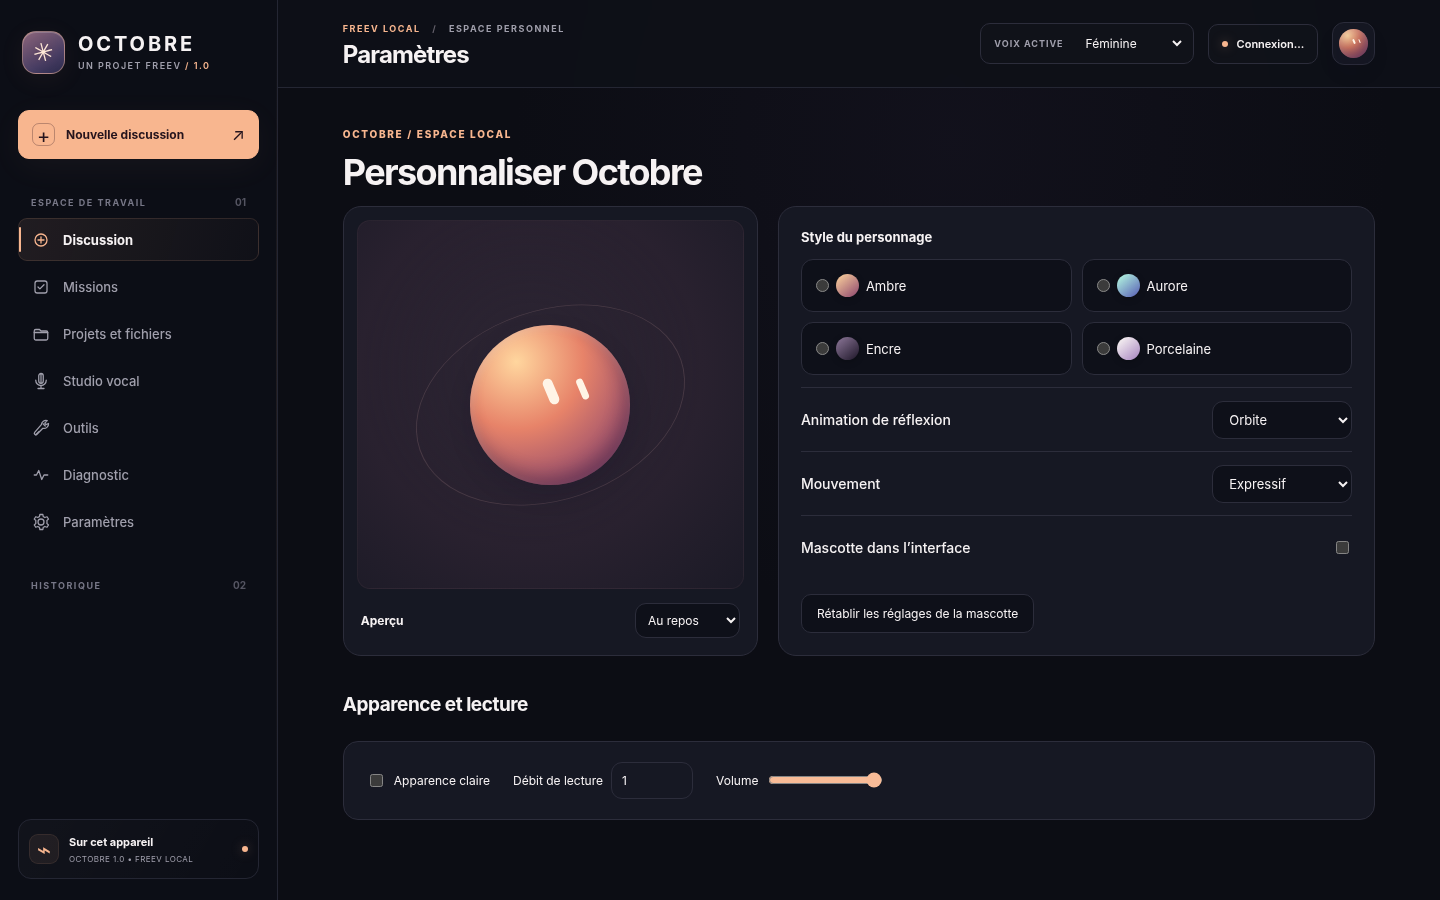 OCTOBRE
UN PROJET FREEV / 1.0
Nouvelle discussion
ESPACE DE TRAVAIL 01
Discussion
Missions
Projets et fichiers
Studio vocal
Outils
Diagnostic
Paramètres
HISTORIQUE 02
Sur cet appareil
OCTOBRE 1.0 • FREEV LOCAL
FREEV LOCAL / ESPACE PERSONNEL
Paramètres
VOIX ACTIVE Féminine
Connexion...
OCTOBRE / ESPACE LOCAL
Personnaliser Octobre
Aperçu Au repos
Style du personnage
Ambre Aurore
Encre Porcelaine
Animation de réflexion Orbite
Mouvement Expressif
Mascotte dans l’interface
Rétablir les réglages de la mascotte
Apparence et lecture
Apparence claire Débit de lecture 1 Volume